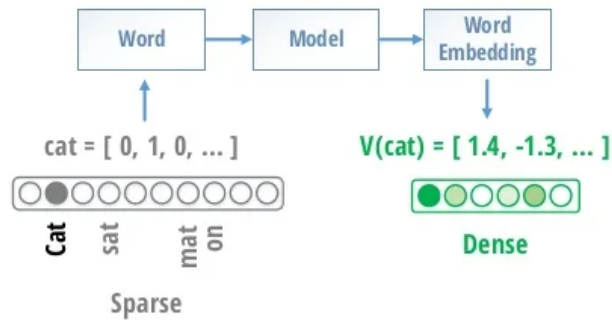 Word
Model
Word
Embedding
cat = [ 0, 1, 0, ... ]
V(cat) = [ 1.4, -1.3, ... ]
Cat
sat
mat
on
Dense
Sparse